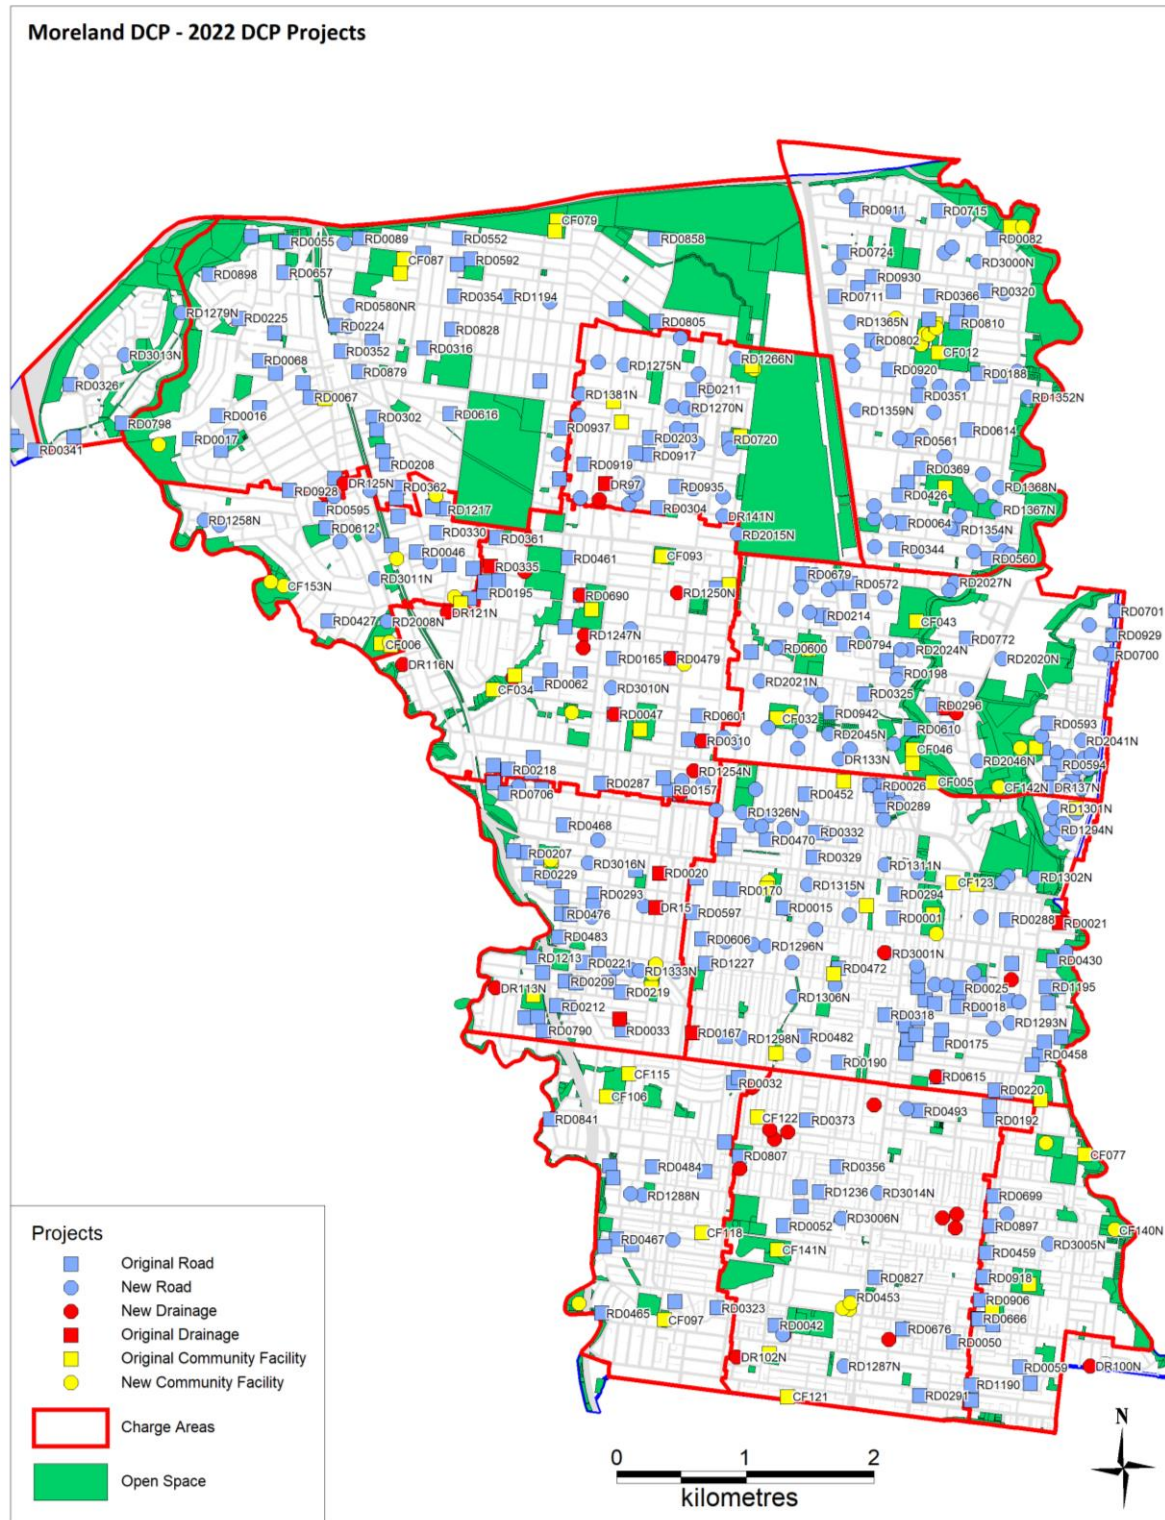 Moreland DCP - 2022 DCP Projects
CF079
RD0911
RD0715
RD0055
RD0089
RD0552
RD0858
RD0082
CF087
RD0724
RD0592
RD3000N
RD0898
RD0657
RD0930
RD0354
RD1194
RD0711
RD0366
RD0320
RD0580NR
RD1279N
RD0225
RD0224
RD0828
RD0805
RD1365N
RD0810
RD0802
RD0316
RD0352
CF012
RD3013N
RD0068
RD1266N
RD1275N
RD0879
RD0920
RD0188
RD0326
RD0211
RD1381N
RD0351
RD1352N
RD0067
RD1270N
RD1359N
RD0016
RD0302
RD0616
RD0798
RD0937
RD0614
RD0017
RD0203
RD0720
RD0561
RD0341
RD0917
RD0208
RD0919
RD0369
DR125N
DR97
RD0935
RD0928
RD0362
RD0426
RD1368N
RD0595
RD1217
RD0304
RD1367N
DR141N
RD1258N
RD0064
RD0612
RD0330
RD1354N
RD0361
RD2015N
RD0046
RD0344
RD0461
CF093
RD0560
RD0335
RD3011N
RD0679
CF153N
RD0572
RD2027N
RD0195
RD0690
RD1250N
DR121N
RD0701
RD0427
RD2008N
RD0214
CF043
RD1247N
RD0929
CF006
RD0600
RD0794
RD0772
RD2024N
RD0700
DR116N
RD0165
RD0479
RD2020N
RD0198
RD0062
RD3010N
RD2021N
CF034
RD0325
RD0296
RD0047
RD0601
CF032
RD0942
RD0593
RD0610
RD0310
RD2045N
RD2041N
CF046
DR133N
RD2046N
RD0594
RD0218
RD1254N
RD0287
RD0157
CF005
CF142N
DR137N
RD0706
RD0452
RD0026
RD0289
RD1301N
RD1326N
RD0468
RD0332
RD1294N
RD0470
RD0207
RD0329
RD3016N
RD1311N
RD0229
RD0020
RD1302N
RD0170
RD1315N
CF123
RD0293
RD0294
DR15
RD0015
RD0476
RD0597
RD0001
RD0288
RD0021
RD0483
RD0606
RD1296N
RD3001N
RD1213
RD0221
RD1227
RD0430
RD1333N
RD0472
RD0209
DR113N
RD0219
RD0025
RD1195
RD1306N
RD0212
RD0018
RD0318
RD1293N
RD0790
RD0033
RD0167
RD1298N
RD0482
RD0175
RD0458
RD0190
CF115
RD0615
RD0032
RD0220
CF106
RD0841
CF122
RD0373
RD0493
RD0192
RD0807
CF077
RD0484
RD0356
RD1288N
RD1236
RD3014N
RD0699
RD3006N
RD0052
RD0897
CF118
CF140N
RD0467
RD3005N
CF141N
RD0459
RD0827
RD0918
RD0453
RD0906
RD0465
CF097
RD0323
RD0042
RD0666
RD0676
RD0050
DR102N
RD1287N
RD0059
DR100N
RD1190
CF121
RD0291
Projects
Original Road
New Road
New Drainage
Original Drainage
Original Community Facility
New Community Facility
Charge Areas
Open Space
0 1 2
kilometres
N